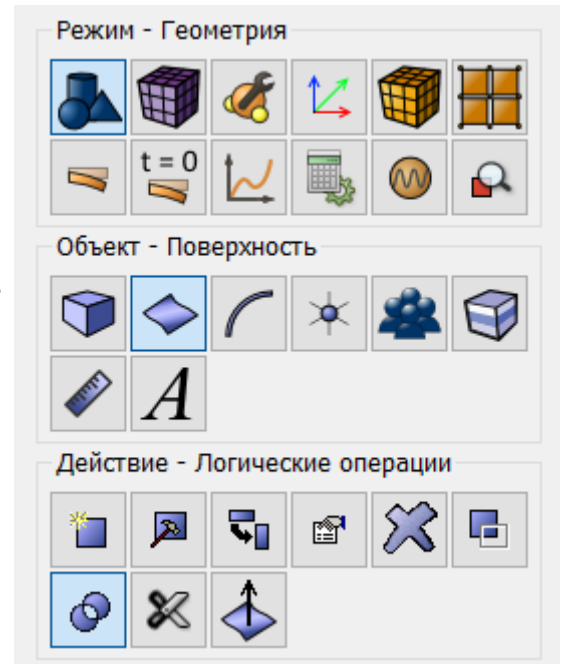 Режим - Геометрия
t = 0
Объект - Поверхность
A
Действие - Логические операции